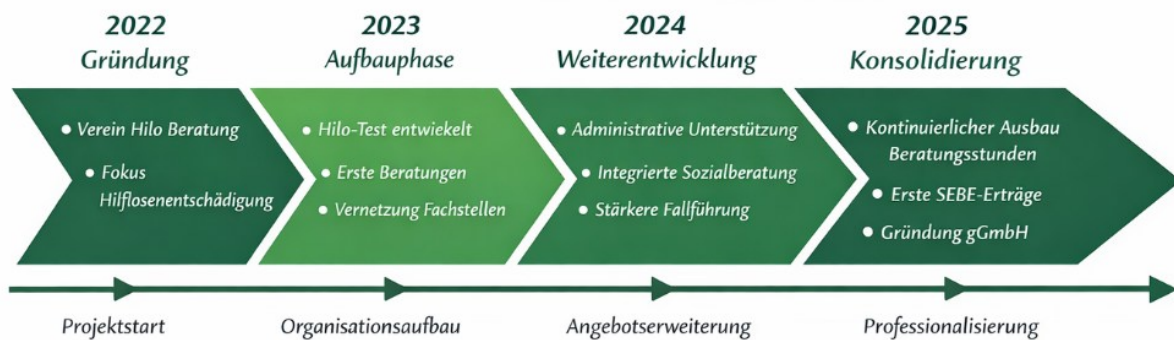 2022
Gründung
2023
Aufbauphase
2024
Weiterentwicklung
2025
Konsolidierung
• Verein Hilo Beratung
• Fokus
Hilflosenentschädigung
• Hilo-Test entwiekelt
• Erste Beratungen
• Vernetzung Fachstellen
• Administrative Unterstützung
• Integrierte Sozialberatung
• Stärkere Fallführung
• Kontinuierlicher Ausbau
Beratungsstunden
• Erste SEBE-Erträge
• Gründung gGmbH
Projektstart
Organisationsaufbau
Angebotserweiterung
Professionalisierung